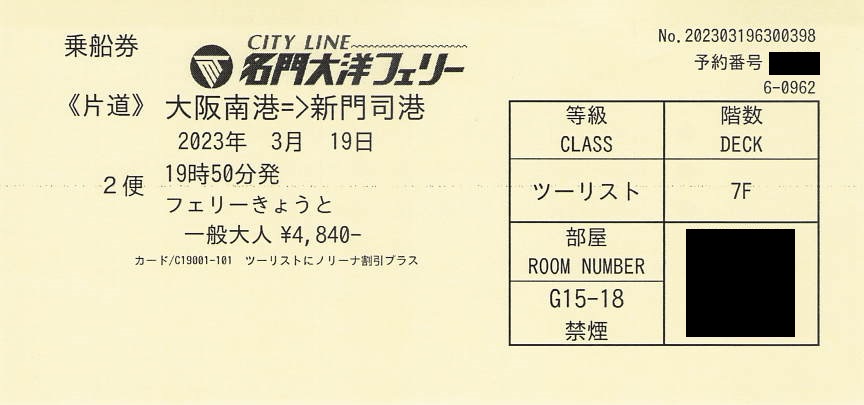 乗船券
CITY LINE
名門大洋フェリー
No.202303196300398
予約番号
6-0962
《片道》 大阪南港=>新門司港
2023年 3月 19日
2便 19時50分発
フェリーきょうと
一般大人 ¥4,840-
カード/C19001-101 ツーリストにノリーナ割引プラス
等級 階数
CLASS DECK
ツーリスト 7F
部屋
ROOM NUMBER
G15-18
禁煙